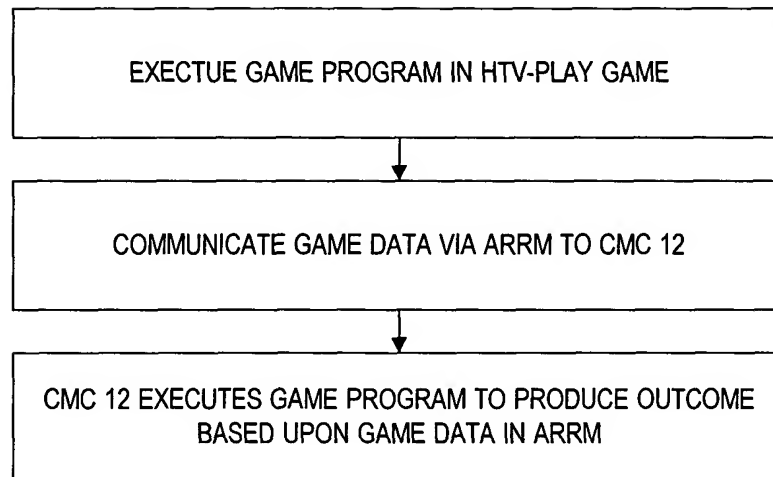 EXECTUE GAME PROGRAM IN HTV-PLAY GAME
COMMUNICATE GAME DATA VIA ARRM TO CMC 12
CMC 12 EXECUTES GAME PROGRAM TO PRODUCE OUTCOME
BASED UPON GAME DATA IN ARRM